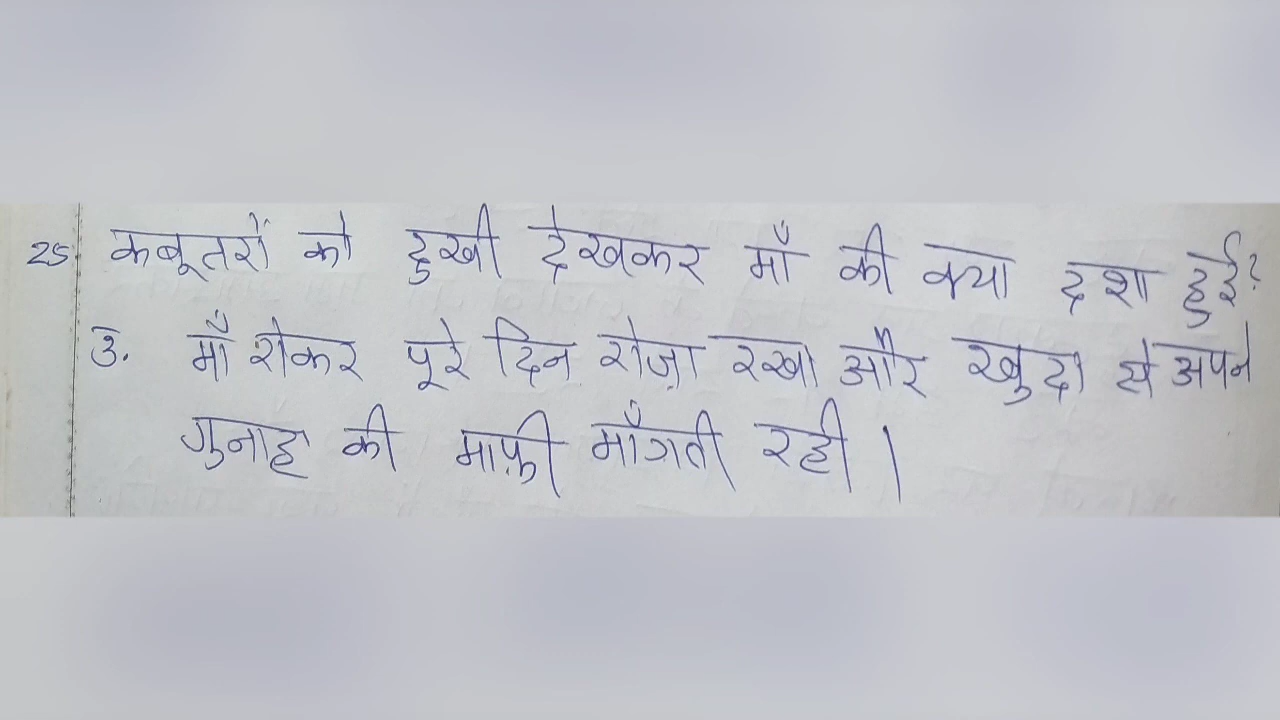 25. कबूतरों को दुखी देखकर माँ की क्या दशा हुई?
उ. माँ रोकर पूरे दिन रोज़ा रखा और खुदा से अपने
गुनाह की माफ़ी माँगती रही।